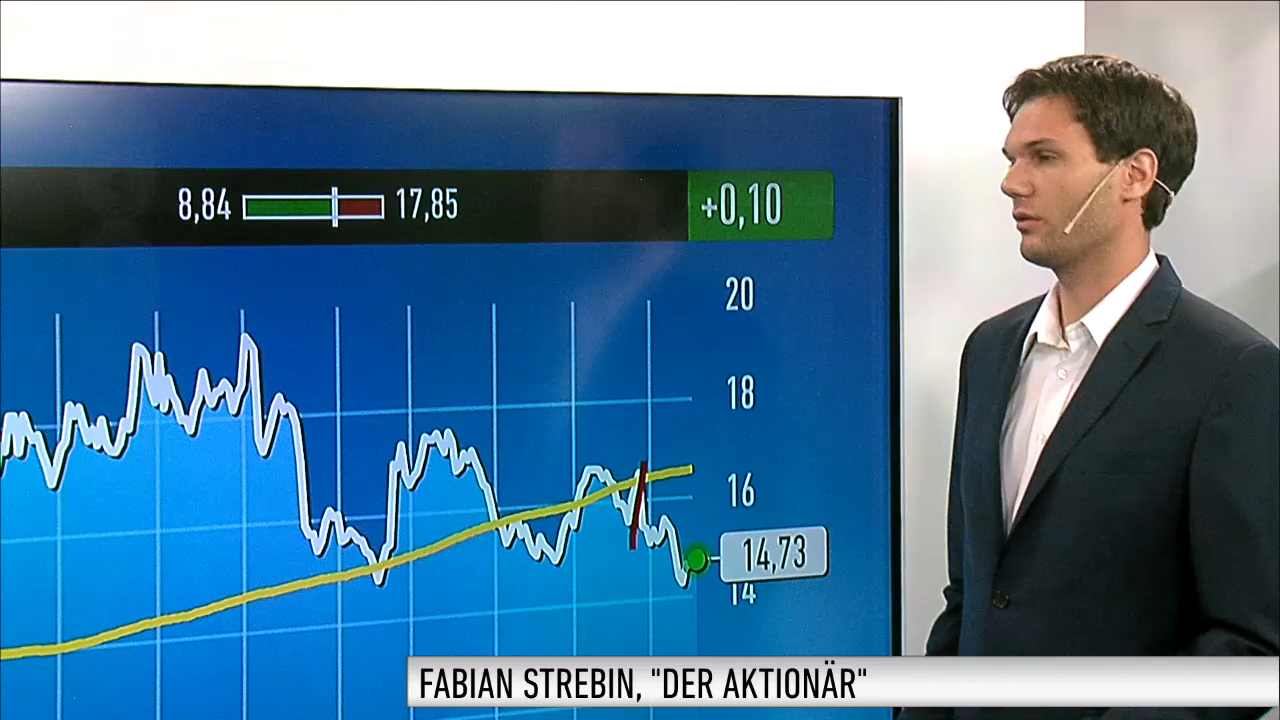 8,84 17,85 +0,10
20
18
16
14,73
14
FABIAN STREBIN, "DER AKTIONÄR"